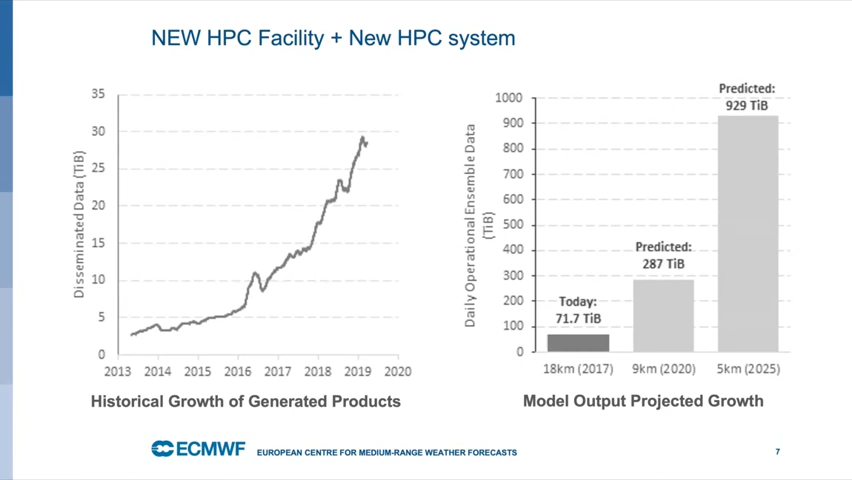 NEW HPC Facility + New HPC system
Disseminated Data (TiB)
35
30
25
20
15
10
5
0
2013 2014 2015 2016 2017 2018 2019 2020
Historical Growth of Generated Products
Daily Operational Ensemble Data
(TiB)
1000
900
800
700
600
500
400
300
200
100
0
Today:
71.7 TiB
Predicted:
287 TiB
Predicted:
929 TiB
18km (2017) 9km (2020) 5km (2025)
Model Output Projected Growth
ECMWF EUROPEAN CENTRE FOR MEDIUM-RANGE WEATHER FORECASTS
7